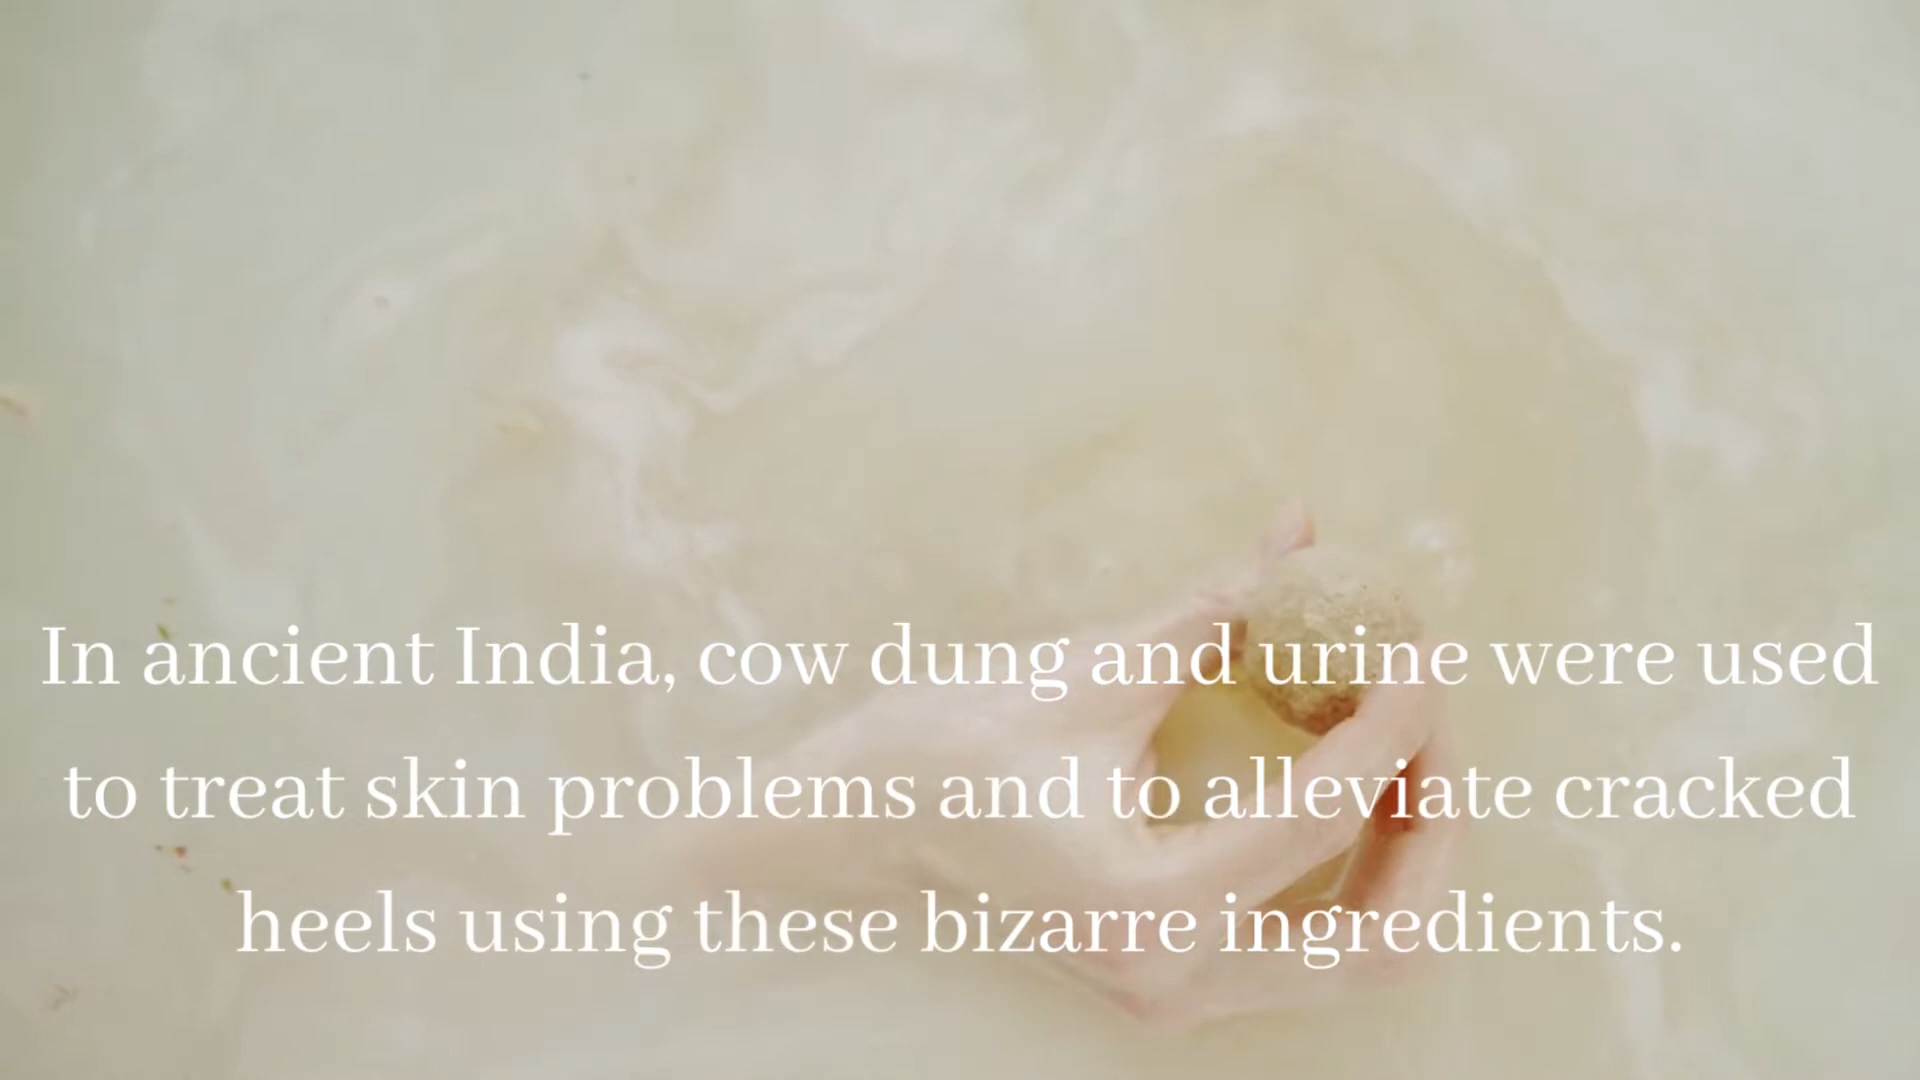 In ancient India, cow dung and urine were used
to treat skin problems and to alleviate cracked
heels using these bizarre ingredients.